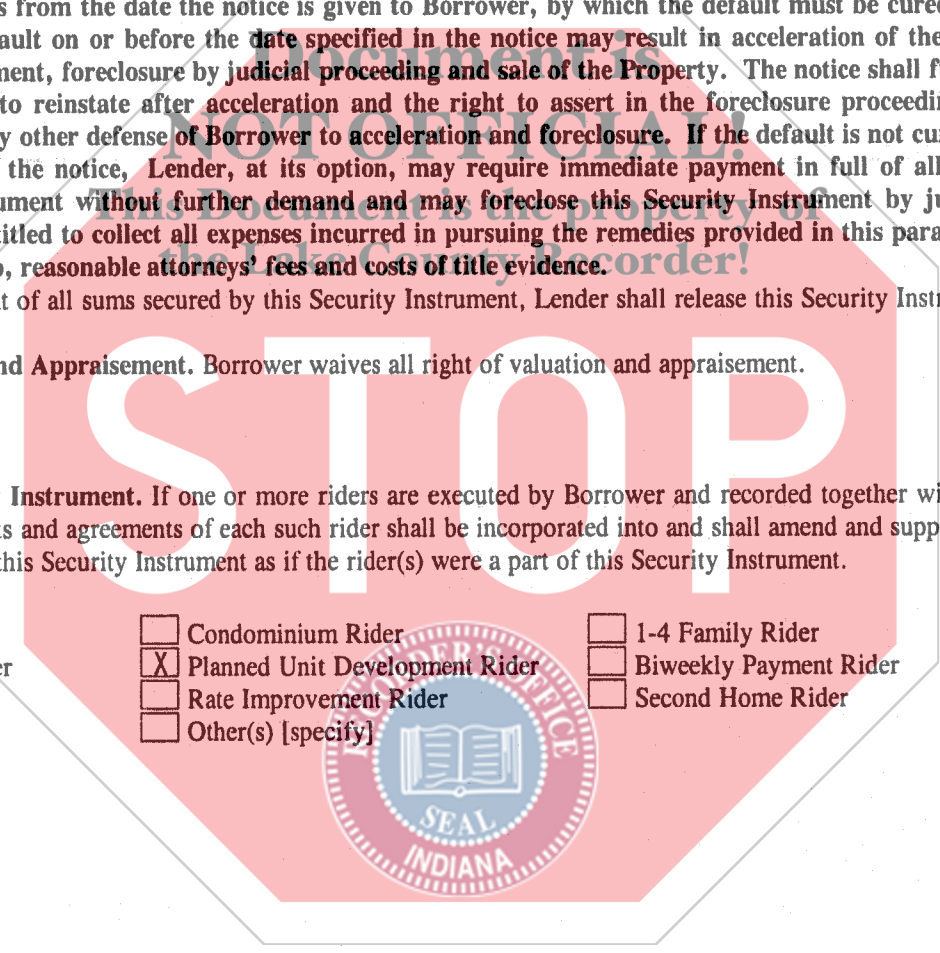 s from the date the notice is given to Borrower, by which the default must be cured
ault on or before the date specified in the notice may result in acceleration of the
Document is
nent, foreclosure by judicial proceeding and sale of the Property. The notice shall f
to reinstate after acceleration and the right to assert in the foreclosure proceedi
NOT OFFICIAL!
y other defense of Borrower to acceleration and foreclosure. If the default is not cu
the notice, Lender, at its option, may require immediate payment in full of all
ument without further demand and may foreclose this Security Instrument by ju
This Document is the property of
itled to collect all expenses incurred in pursuing the remedies provided in this para
the Lake County Recorder!
o, reasonable attorneys' fees and costs of title evidence.
t of all sums secured by this Security Instrument, Lender shall release this Security Instr
nd Appraisement. Borrower waives all right of valuation and appraisement.
STOP
Instrument. If one or more riders are executed by Borrower and recorded together wi
ts and agreements of each such rider shall be incorporated into and shall amend and supp
this Security Instrument as if the rider(s) were a part of this Security Instrument.
Condominium Rider 1-4 Family Rider
er X Planned Unit Development Rider Biweekly Payment Rider
Rate Improvement Rider Second Home Rider
Other(s) [specify]
RECORDER'S OFFICE
SEAL
INDIANA